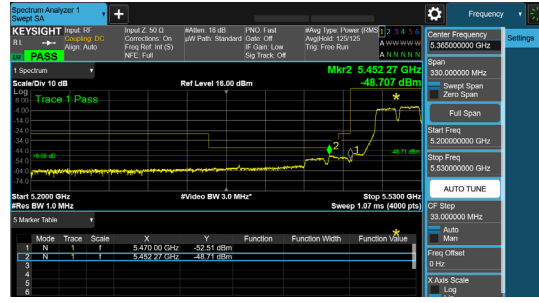 Spectrum Analyzer 1
Swept SA
+
Frequency
KEYSIGHT
Input: RF
Coupling: DC
Align: Auto
Input Z: 50 Ω
Corrections: On
Freq Ref: Int (S)
NFE: Full
#Atten: 18 dB
µW Path: Standard
PNO: Fast
Gate: Off
IF Gain: Low
Sig Track: Off
#Avg Type: Power (RMS
Avg|Hold: 125/125
Trig: Free Run
1 2 3 4 5 6
A W W W W W
A N N N N N
RL
PASS
1 Spectrum
Scale/Div 10 dB
Ref Level 16.00 dBm
Mkr2 5.452 27 GHz
-48.707 dBm
Log
Trace 1 Pass
6.00
-4.00
-14.0
-24.0
-34.0
-44.0
-54.0
-64.0
-74.0
2
1
-48.71 dBm
Start 5.2000 GHz
#Res BW 1.0 MHz
#Video BW 3.0 MHz*
Stop 5.5300 GHz
Sweep 1.07 ms (4000 pts)
5 Marker Table
Mode Trace Scale X Y Function Function Width Function Value
1 N 1 f 5.470 00 GHz -52.51 dBm
2 N 1 f 5.452 27 GHz -48.71 dBm
3
4
5
6
Center Frequency
5.365000000 GHz
Settings
Span
330.000000 MHz
Swept Span
Zero Span
Full Span
Start Freq
5.200000000 GHz
Stop Freq
5.530000000 GHz
AUTO TUNE
CF Step
33.000000 MHz
Auto
Man
Freq Offset
0 Hz
X Axis Scale
Log